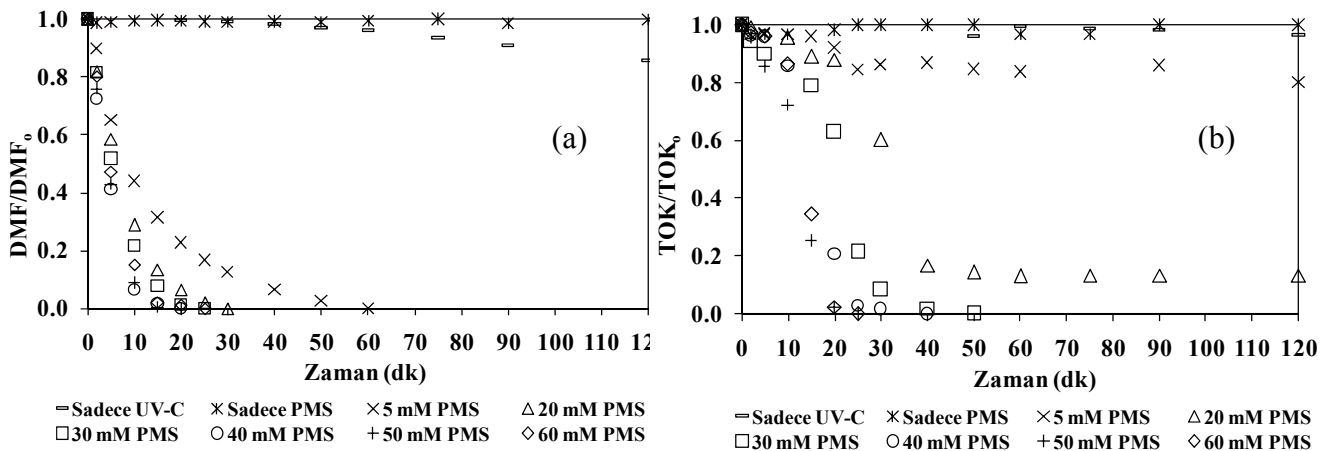 1.0
0.8
0.6
0.4
0.2
0.0
DMF/DMFo
(a)
0 10 20 30 40 50 60 70 80 90 100 110 120
Zaman (dk)
Sadece UV-C Sadece PMS 5 mM PMS 20 mM PMS
30 mM PMS 40 mM PMS 50 mM PMS 60 mM PMS
1.0
0.8
0.6
0.4
0.2
0.0
TOK/TOKo
(b)
0 10 20 30 40 50 60 70 80 90 100 110 120
Zaman (dk)
Sadece UV-C Sadece PMS 5 mM PMS 20 mM PMS
30 mM PMS 40 mM PMS 50 mM PMS 60 mM PMS